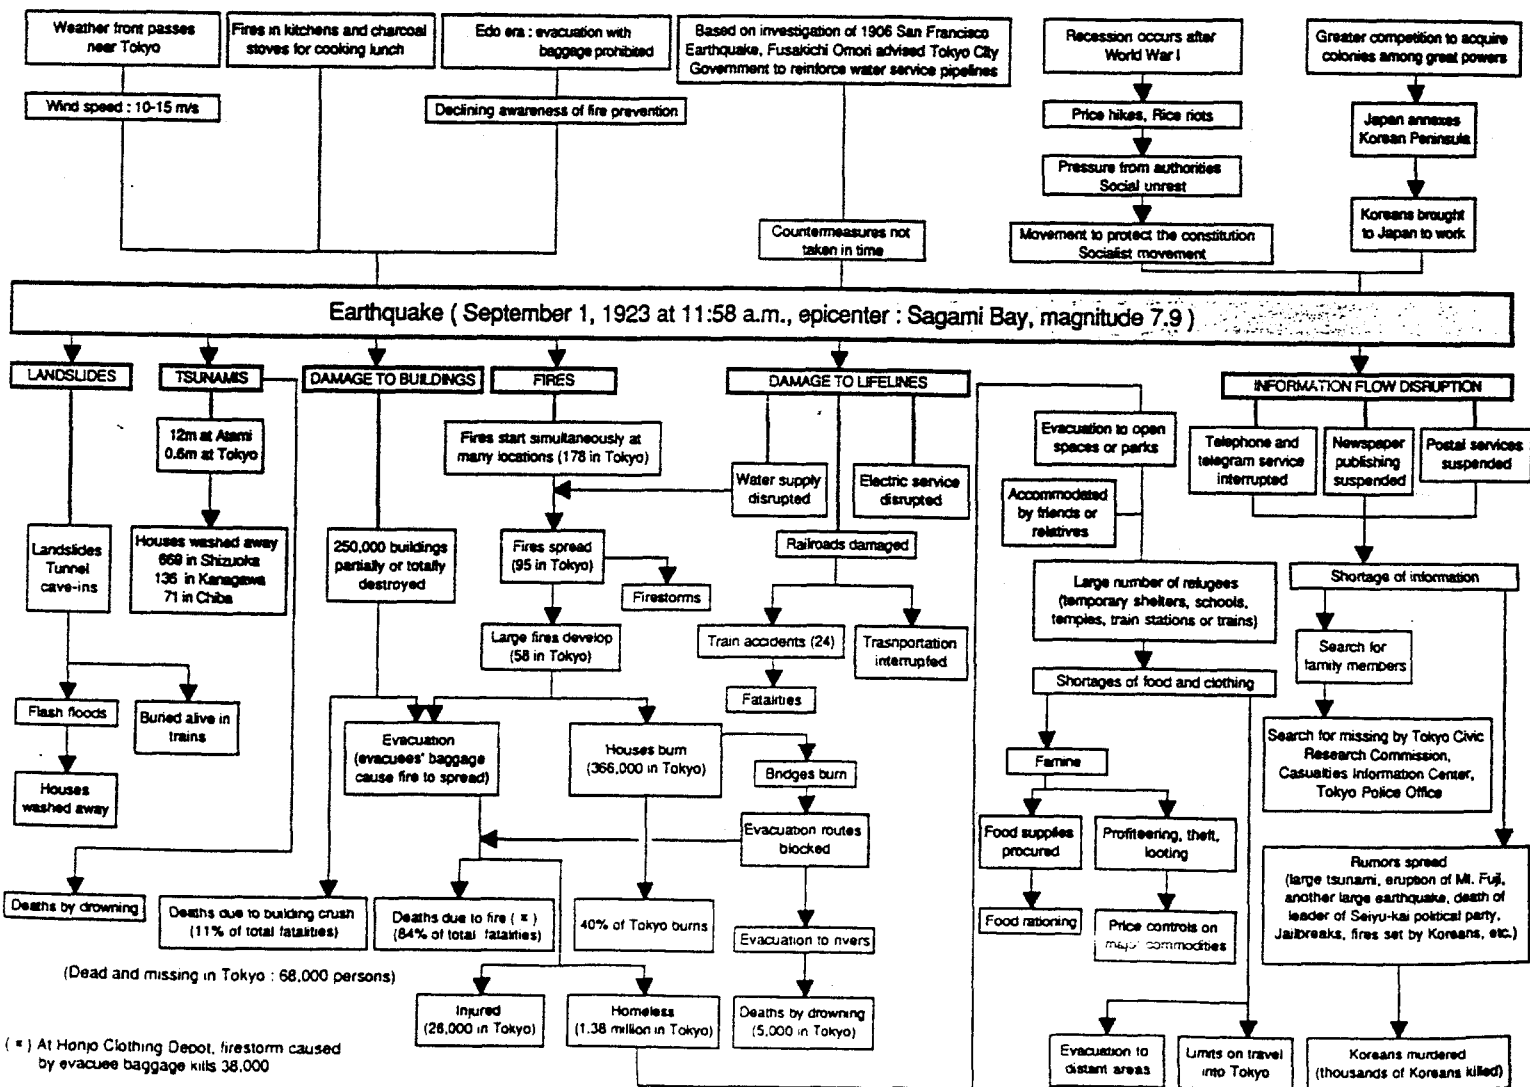 Weather front passes
near Tokyo
Fires in kitchens and charcoal
stoves for cooking lunch
Edo era : evacuation with
baggage prohibited
Based on investigation of 1906 San Francisco
Earthquake, Fusakichi Omori advised Tokyo City
Government to reinforce water service pipelines
Recession occurs after
World War I
Greater competition to acquire
colonies among great powers
Wind speed : 10-15 m/s
Declining awareness of fire prevention
Price hikes, Rice riots
Japan annexes
Korean Peninsula
Pressure from authorities
Social unrest
Countermeasures not
taken in time
Movement to protect the constitution
Socialist movement
Koreans brought
to Japan to work
Earthquake ( September 1, 1923 at 11:58 a.m., epicenter : Sagami Bay, magnitude 7.9 )
LANDSLIDES
TSUNAMIS
DAMAGE TO BUILDINGS
FIRES
DAMAGE TO LIFELINES
INFORMATION FLOW DISRUPTION
12m at Atami
0.6m at Tokyo
Fires start simultaneously at
many locations (178 in Tokyo)
Water supply
disrupted
Electric service
disrupted
Evacuation to open
spaces or parks
Telephone and
telegram service
interrupted
Newspaper
publishing
suspended
Postal services
suspended
Accommodated
by friends or
relatives
Landslides
Tunnel
cave-ins
Houses washed away
669 in Shizuoka
136 in Kanagawa
71 in Chiba
250,000 buildings
partially or totally
destroyed
Fires spread
(95 in Tokyo)
Firestorms
Railroads damaged
Large number of refugees
(temporary shelters, schools,
temples, train stations or trains)
Shortage of information
Large fires develop
(58 in Tokyo)
Train accidents (24)
Trasnportation
interrupted
Search for
family members
Fatalities
Shortages of food and clothing
Flash floods
Buried alive in
trains
Evacuation
(evacuees' baggage
cause fire to spread)
Houses burn
(366,000 in Tokyo)
Bridges burn
Famine
Search for missing by Tokyo Civic
Research Commission,
Casualties Information Center,
Tokyo Police Office
Houses
washed away
Evacuation routes
blocked
Food supplies
procured
Profiteering, theft,
looting
Rumors spread
(large tsunami, eruption of Mt. Fuji,
another large earthquake, death of
leader of Seiyu-kai political party,
Jailbreaks, fires set by Koreans, etc.)
Deaths by drowning
Deaths due to building crush
(11% of total fatalities)
Deaths due to fire ( * )
(84% of total fatalities)
40% of Tokyo burns
Evacuation to rivers
Food rationing
Price controls on
major commodities
(Dead and missing in Tokyo : 68,000 persons)
Injured
(26,000 in Tokyo)
Homeless
(1.38 million in Tokyo)
Deaths by drowning
(5,000 in Tokyo)
Evacuation to
distant areas
Limits on travel
into Tokyo
Koreans murdered
(thousands of Koreans killed)
( * ) At Honjo Clothing Depot, firestorm caused
by evacuee baggage kills 38,000